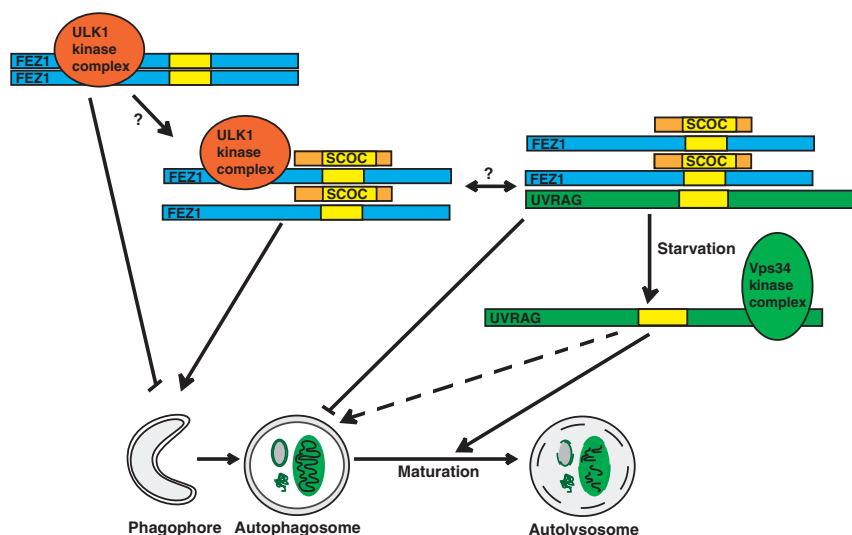 ULK1
kinase
complex
FEZ1
FEZ1
?
ULK1
kinase
complex
SCOC
FEZ1
SCOC
FEZ1
?
SCOC
FEZ1
SCOC
FEZ1
UVRAG
Starvation
Vps34
kinase
complex
UVRAG
Maturation
Phagophore
Autophagosome
Autolysosome